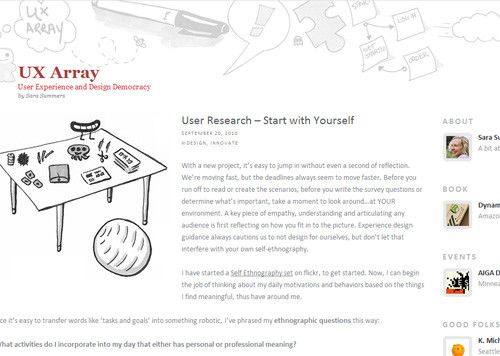 UX
ARRAY
START
LOG IN
GET
STARTED
ORDER
UX Array
User Experience and Design Democracy
by Sara Summers
User Research – Start with Yourself
SEPTEMBER 20, 2010
DESIGN, INNOVATE
With a new project, it's easy to jump in without even a second of reflection.
We're moving fast, but the deadlines always seem to move faster. Before you
run off to read or create the scenarios, before you write the survey questions or
determine what's important, take a moment to look around…at YOUR
environment. A key piece of empathy, understanding and articulating any
audience is first reflecting on how you fit in to the picture. Experience design
guidance always cautions us to not design for ourselves, but don't let that
interfere with your own self-ethnography.
I have started a Self Ethnography set on flickr, to get started. Now, I can begin
the job of thinking about my daily motivations and behaviors based on the things
I find meaningful, thus have around me.
ce it's easy to transfer words like 'tasks and goals' into something robotic, I've phrased my ethnographic questions this way:
hat activities do I incorporate into my day that either has personal or professional meaning?
ABOUT
Sara Su
A bit a
BOOK
Dynam
Amazo
EVENTS
AIGA D
Minnea
GOOD FOLKS
K. Mich
Seattle